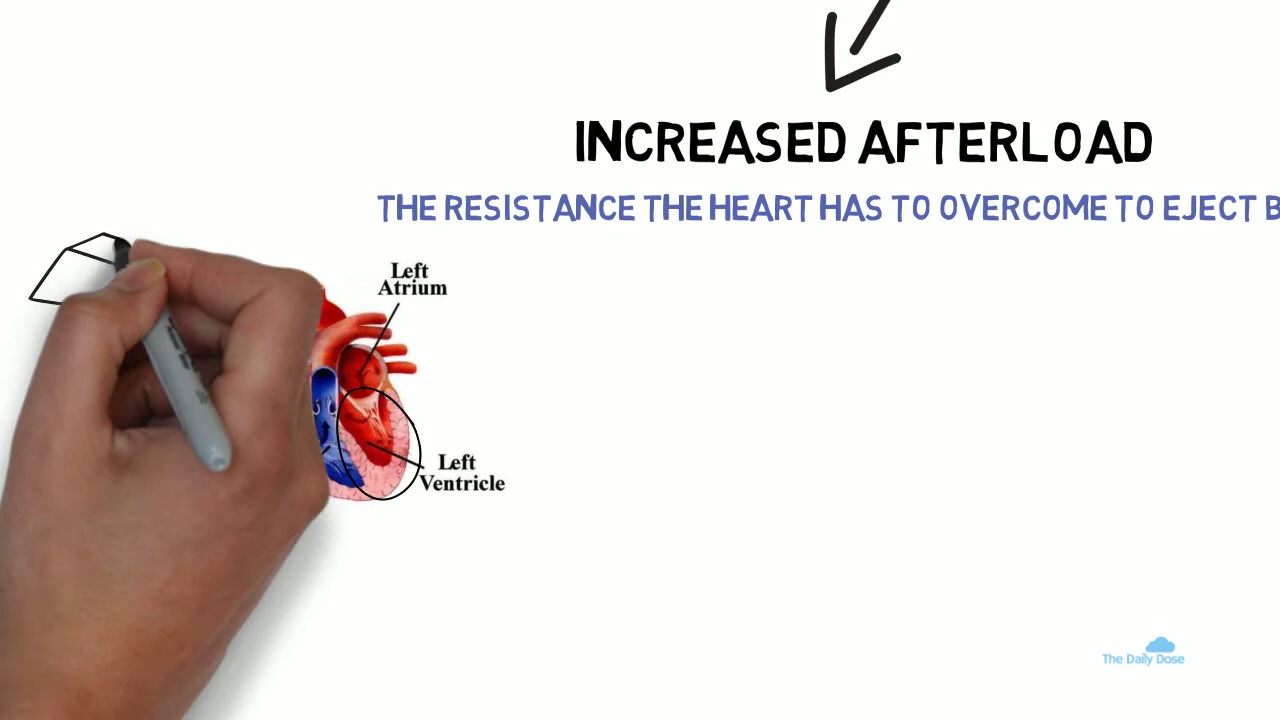 INCREASED AFTERLOAD
THE RESISTANCE THE HEART HAS TO OVERCOME TO EJECT B
Left
Atrium
Left
Ventricle
The Daily Dose